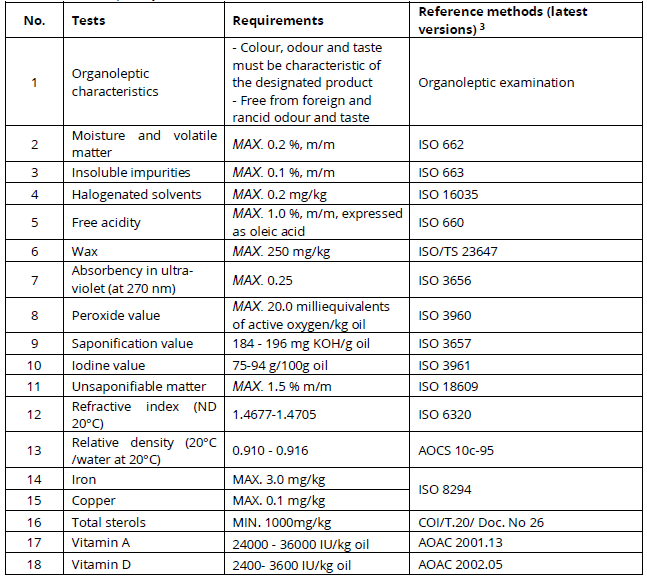 No. Tests Requirements Reference methods (latest
versions) 3
1 Organoleptic
characteristics
- Colour, odour and taste
must be characteristic of
the designated product
- Free from foreign and
rancid odour and taste
Organoleptic examination
2 Moisture and volatile
matter
MAX. 0.2 %, m/m ISO 662
3 Insoluble impurities MAX. 0.1 %, m/m ISO 663
4 Halogenated solvents MAX. 0.2 mg/kg ISO 16035
5 Free acidity MAX. 1.0 %, m/m, expressed
as oleic acid
ISO 660
6 Wax MAX. 250 mg/kg ISO/TS 23647
7 Absorbency in ultra-
violet (at 270 nm)
MAX. 0.25 ISO 3656
8 Peroxide value MAX. 20.0 milliequivalents
of active oxygen/kg oil
ISO 3960
9 Saponification value 184 - 196 mg KOH/g oil ISO 3657
10 Iodine value 75-94 g/100g oil ISO 3961
11 Unsaponifiable matter MAX. 1.5 % m/m ISO 18609
12 Refractive index (ND
20°C)
1.4677-1.4705 ISO 6320
13 Relative density (20°C
/water at 20°C)
0.910 - 0.916 AOCS 10c-95
14 Iron MAX. 3.0 mg/kg ISO 8294
15 Copper MAX. 0.1 mg/kg
16 Total sterols MIN. 1000mg/kg COI/T.20/ Doc. No 26
17 Vitamin A 24000 - 36000 IU/kg oil AOAC 2001.13
18 Vitamin D 2400- 3600 IU/kg oil AOAC 2002.05